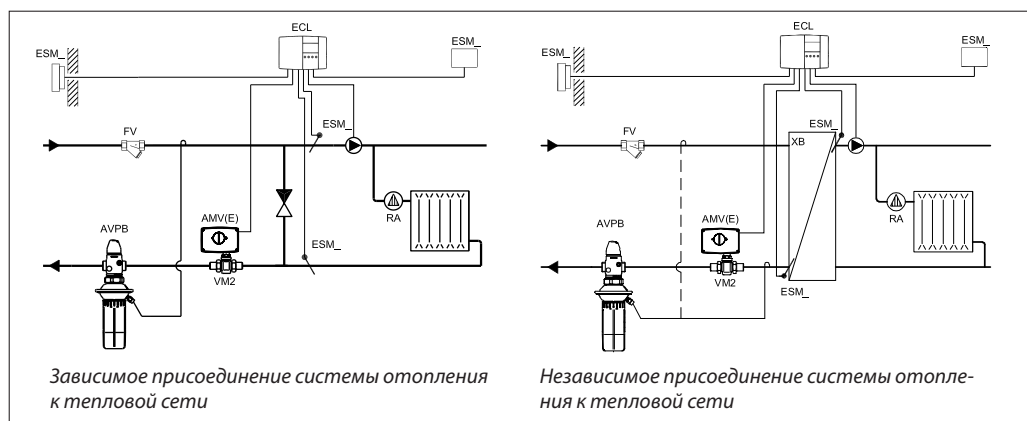 ECL
ESM_
ESM_
FV
ESM_
RA
AVPB
AMV(E)
ESM_
VM2
Зависимое присоединение системы отопления
к тепловой сети
ECL
ESM_
ESM_
FV
ESM_
XB
RA
AVPB
AMV(E)
VM2
ESM_
Независимое присоединение системы отопле-
ния к тепловой сети